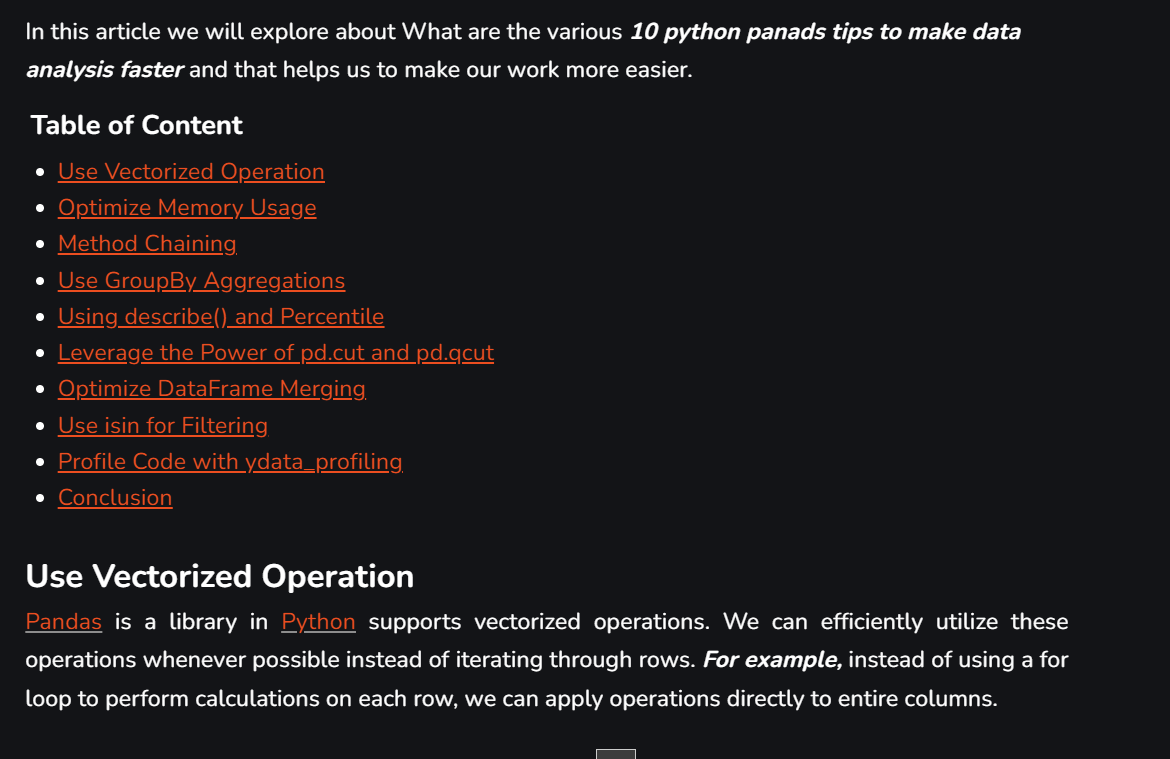 In this article we will explore about What are the various 10 python panads tips to make data
analysis faster and that helps us to make our work more easier.
Table of Content
Use Vectorized Operation
Optimize Memory Usage
Method Chaining
Use GroupBy Aggregations
Using describe() and Percentile
Leverage the Power of pd.cut and pd.qcut
Optimize DataFrame Merging
Use isin for Filtering
Profile Code with ydata_profiling
Conclusion
Use Vectorized Operation
Pandas is a library in Python supports vectorized operations. We can efficiently utilize these
operations whenever possible instead of iterating through rows. For example, instead of using a for
loop to perform calculations on each row, we can apply operations directly to entire columns.